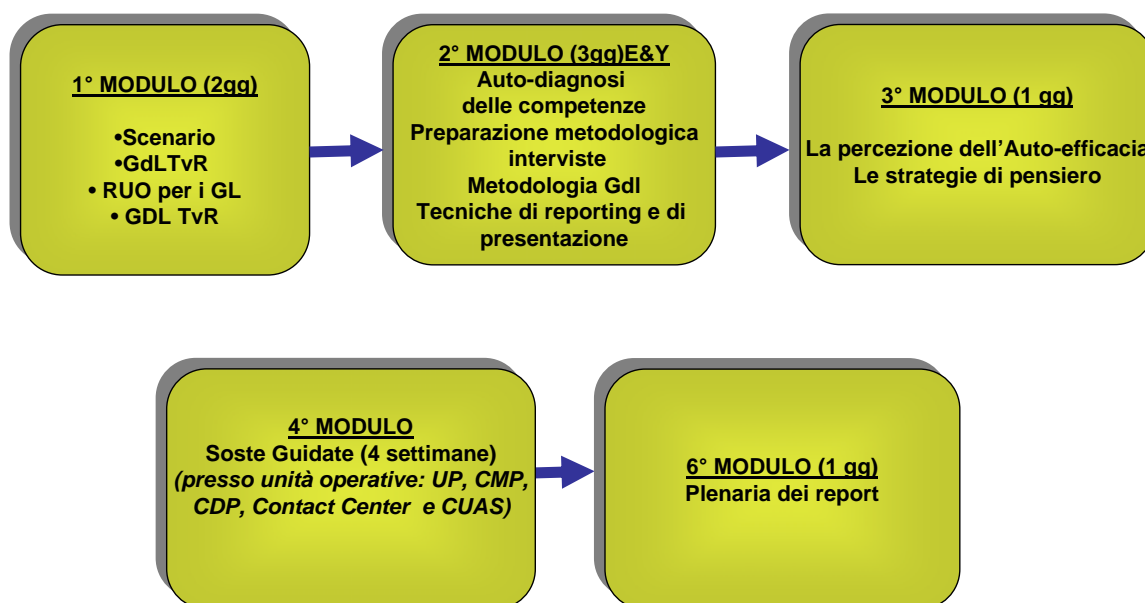 1° MODULO (2gg)
•Scenario
•GdLTvR
• RUO per i GL
• GDL TvR
2° MODULO (3gg)E&Y
Auto-diagnosi
delle competenze
Preparazione metodologica
interviste
Metodologia Gdl
Tecniche di reporting e di
presentazione
3° MODULO (1 gg)
La percezione dell'Auto-efficacia
Le strategie di pensiero
4° MODULO
Soste Guidate (4 settimane)
(presso unità operative: UP, CMP,
CDP, Contact Center e CUAS)
6° MODULO (1 gg)
Plenaria dei report